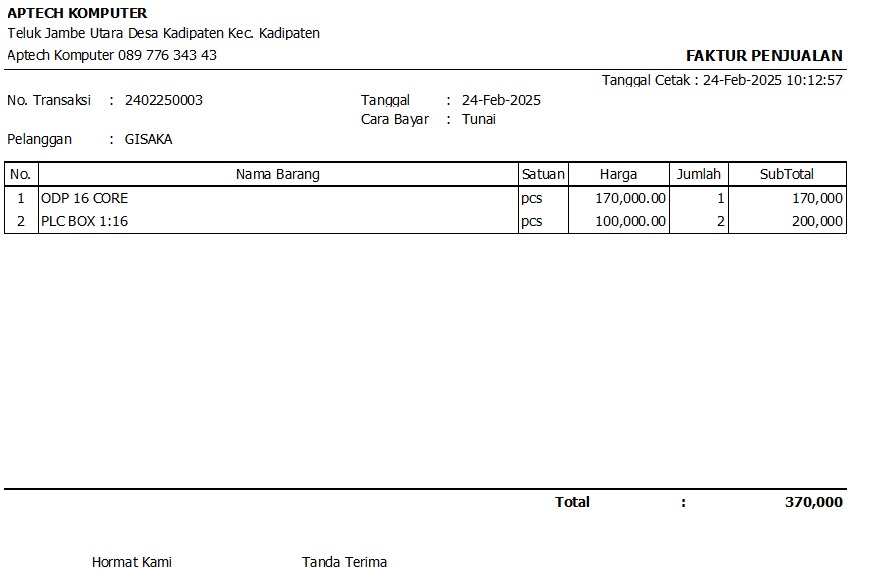 APTECH KOMPUTER
Teluk Jambe Utara Desa Kadipaten Kec. Kadipaten
Aptech Komputer 089 776 343 43
FAKTUR PENJUALAN
Tanggal Cetak : 24-Feb-2025 10:12:57
No. Transaksi : 2402250003 Tanggal : 24-Feb-2025
Cara Bayar : Tunai
Pelanggan : GISAKA
No. Nama Barang Satuan Harga Jumlah SubTotal
1 ODP 16 CORE pcs 170,000.00 1 170,000
2 PLC BOX 1:16 pcs 100,000.00 2 200,000
Total : 370,000
Hormat Kami Tanda Terima